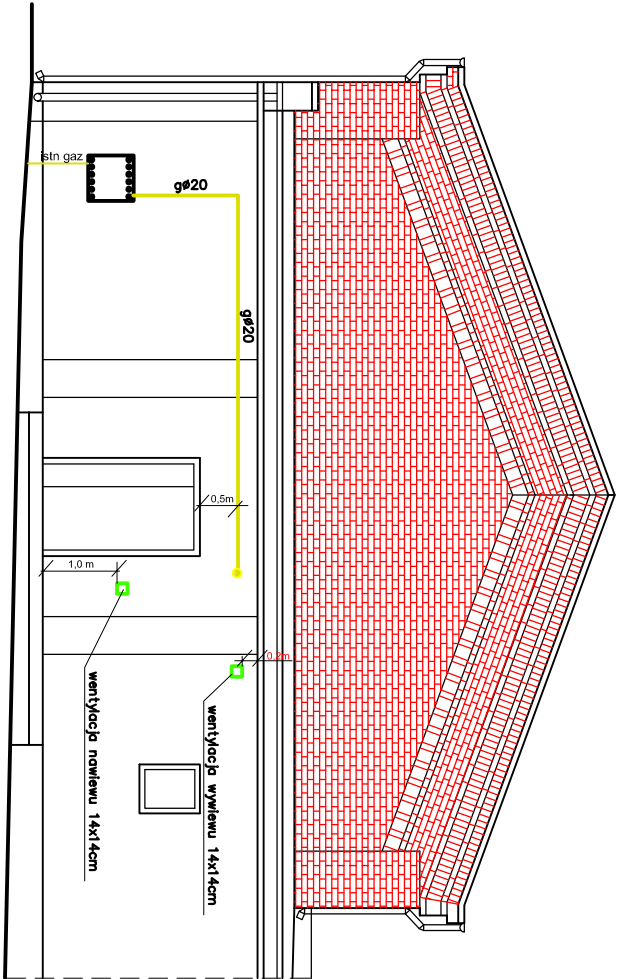 istn gaz
gø20
gø20
0,5m
1,0 m
0.2m
wentylacja nawiewu 14x14cm
wentylacja wywiewu 14x14cm